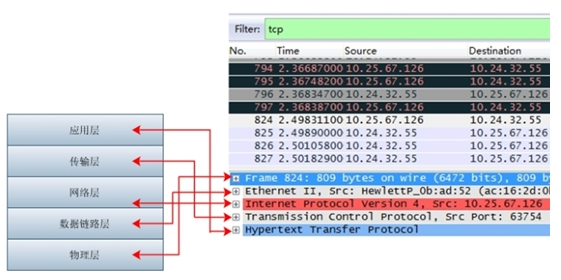 Filter: tcp
No. Time Source Destination
794 2.36687000 10.25.67.126 10.24.32.55
795 2.36748200 10.25.67.126 10.24.32.55
796 2.36834700 10.24.32.55 10.25.67.126
797 2.36838700 10.25.67.126 10.24.32.55
824 2.49831100 10.25.67.126 10.24.32.55
825 2.49890000 10.24.32.55 10.25.67.126
826 2.50105800 10.24.32.55 10.25.67.126
827 2.50182900 10.24.32.55 10.25.67.126
应用层
传输层
网络层
数据链路层
物理层
Frame 824: 809 bytes on wire (6472 bits), 809 b
Ethernet II, Src: HewlettP_0b:ad:52 (ac:16:2d:0
Internet Protocol Version 4, Src: 10.25.67.126
Transmission Control Protocol, Src Port: 63754
Hypertext Transfer Protocol